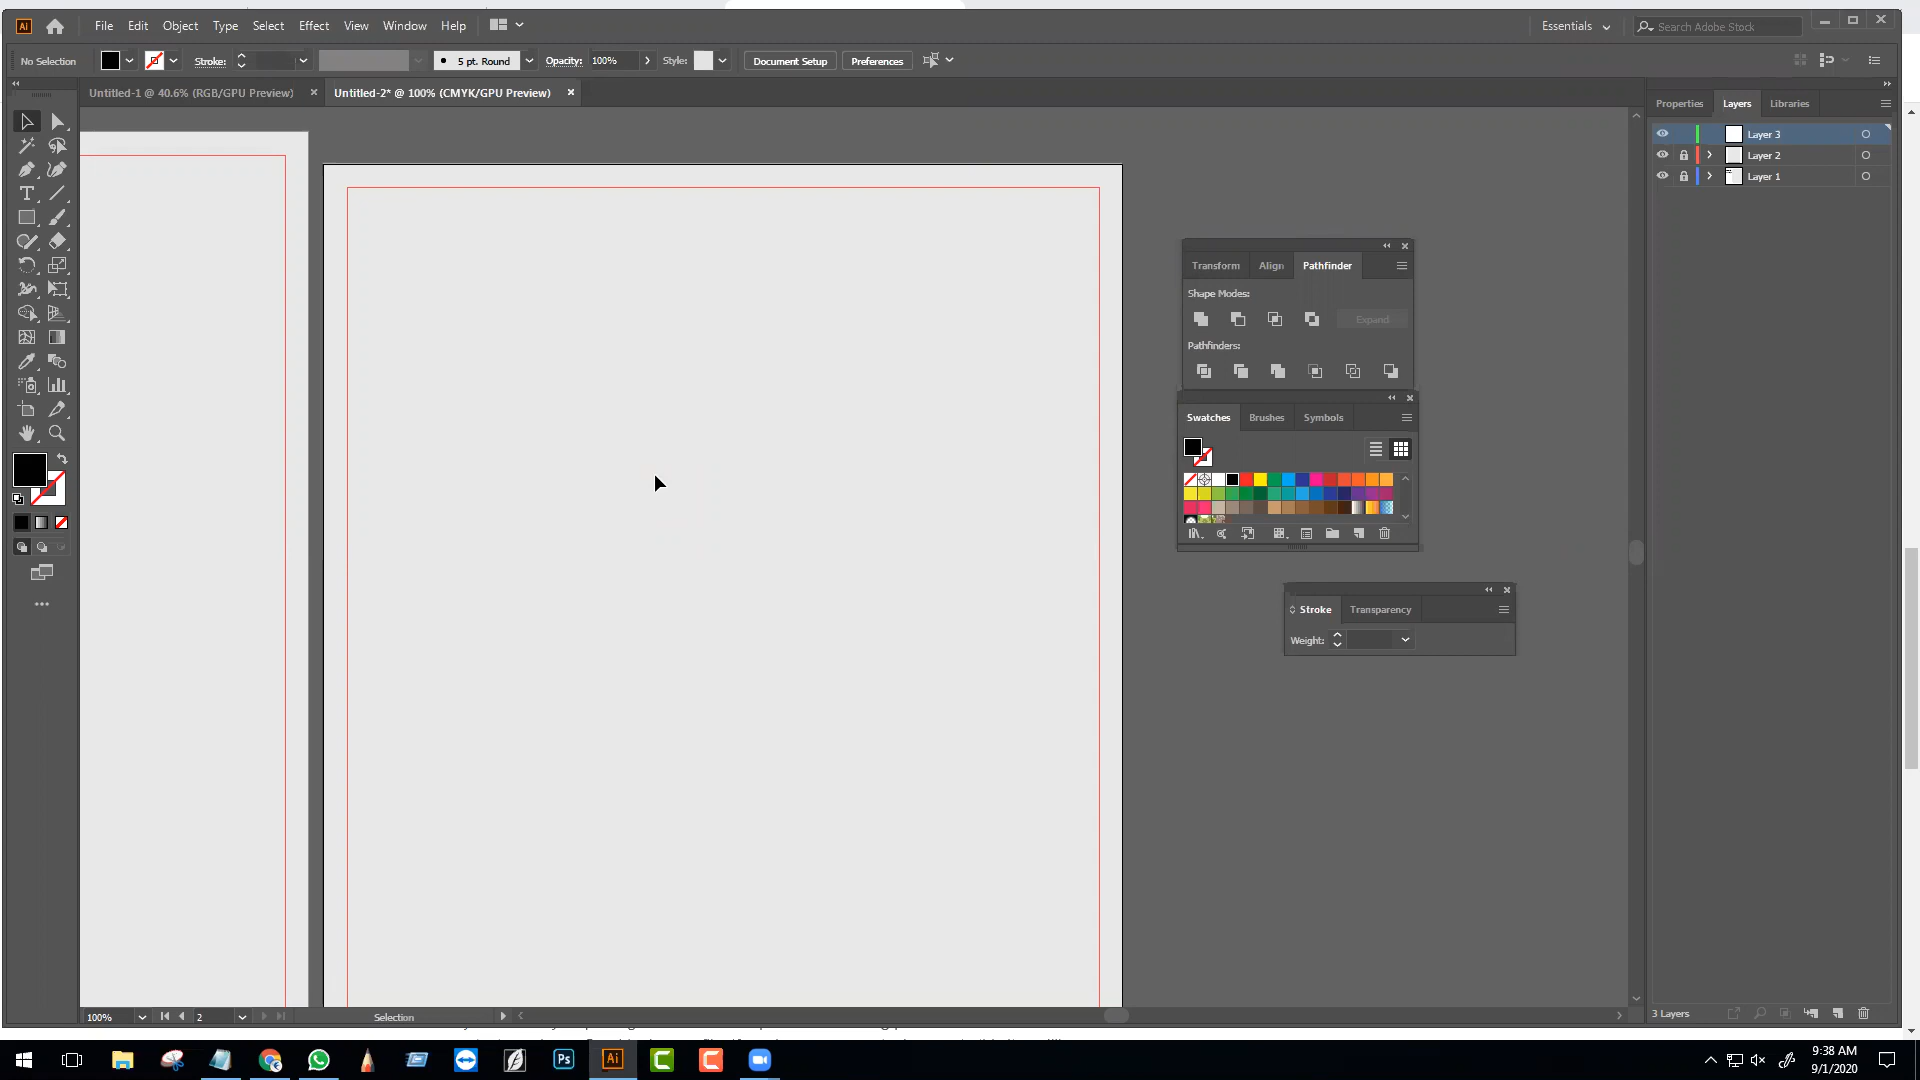 Ai File Edit Object Type Select Effect View Window Help Essentials Search Adobe Stock
No Selection Stroke: 5 pt. Round Opacity: 100% Style: Document Setup Preferences
Untitled-1 @ 40.6% (RGB/GPU Preview) Untitled-2* @ 100% (CMYK/GPU Preview)
Properties Layers Libraries
Layer 3
Layer 2
Layer 1
Transform Align Pathfinder
Shape Modes:
Expand
Pathfinders:
Swatches Brushes Symbols
Stroke Transparency
Weight:
100% 2 Selection 3 Layers
Ps Ai C C
9:38 AM
9/1/2020